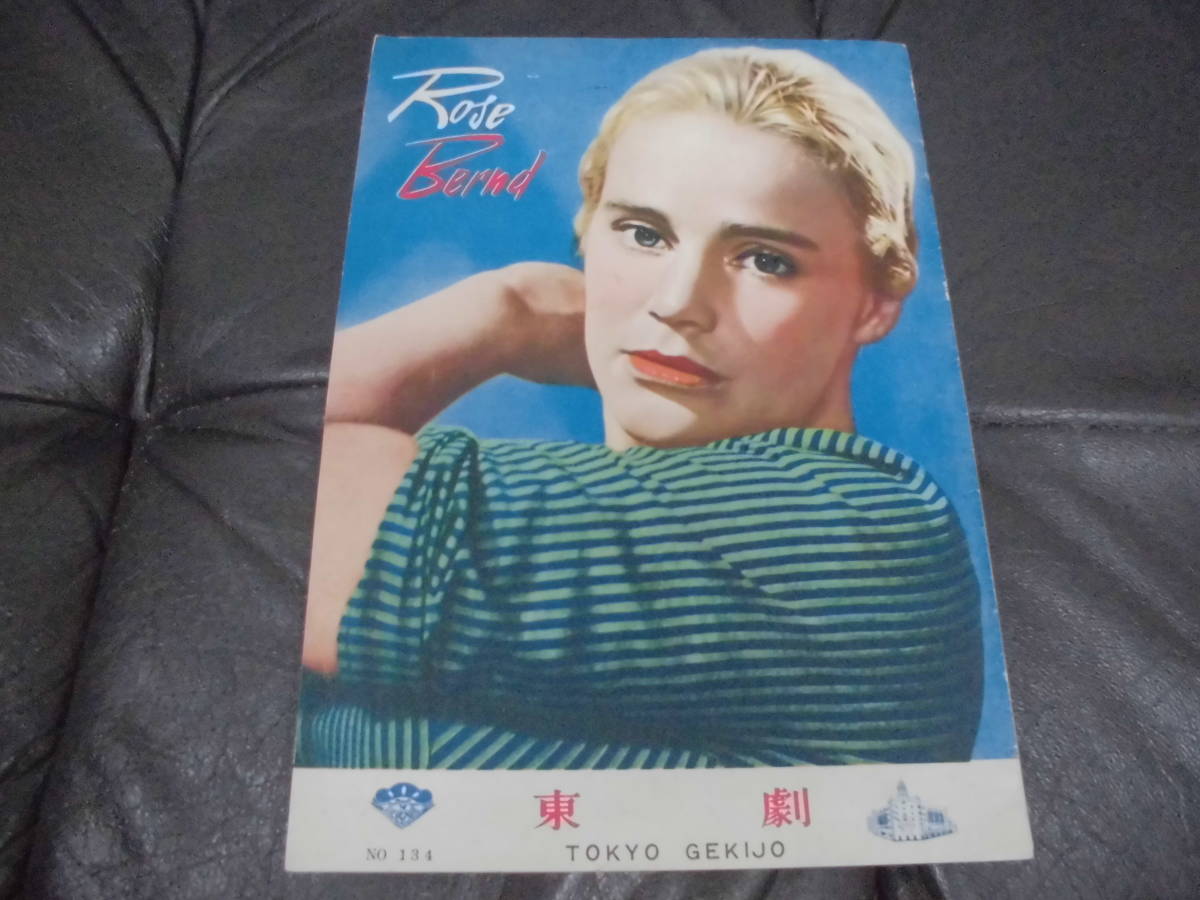 Rose
Bernd
東劇
NO 134
TOKYO GEKIJO